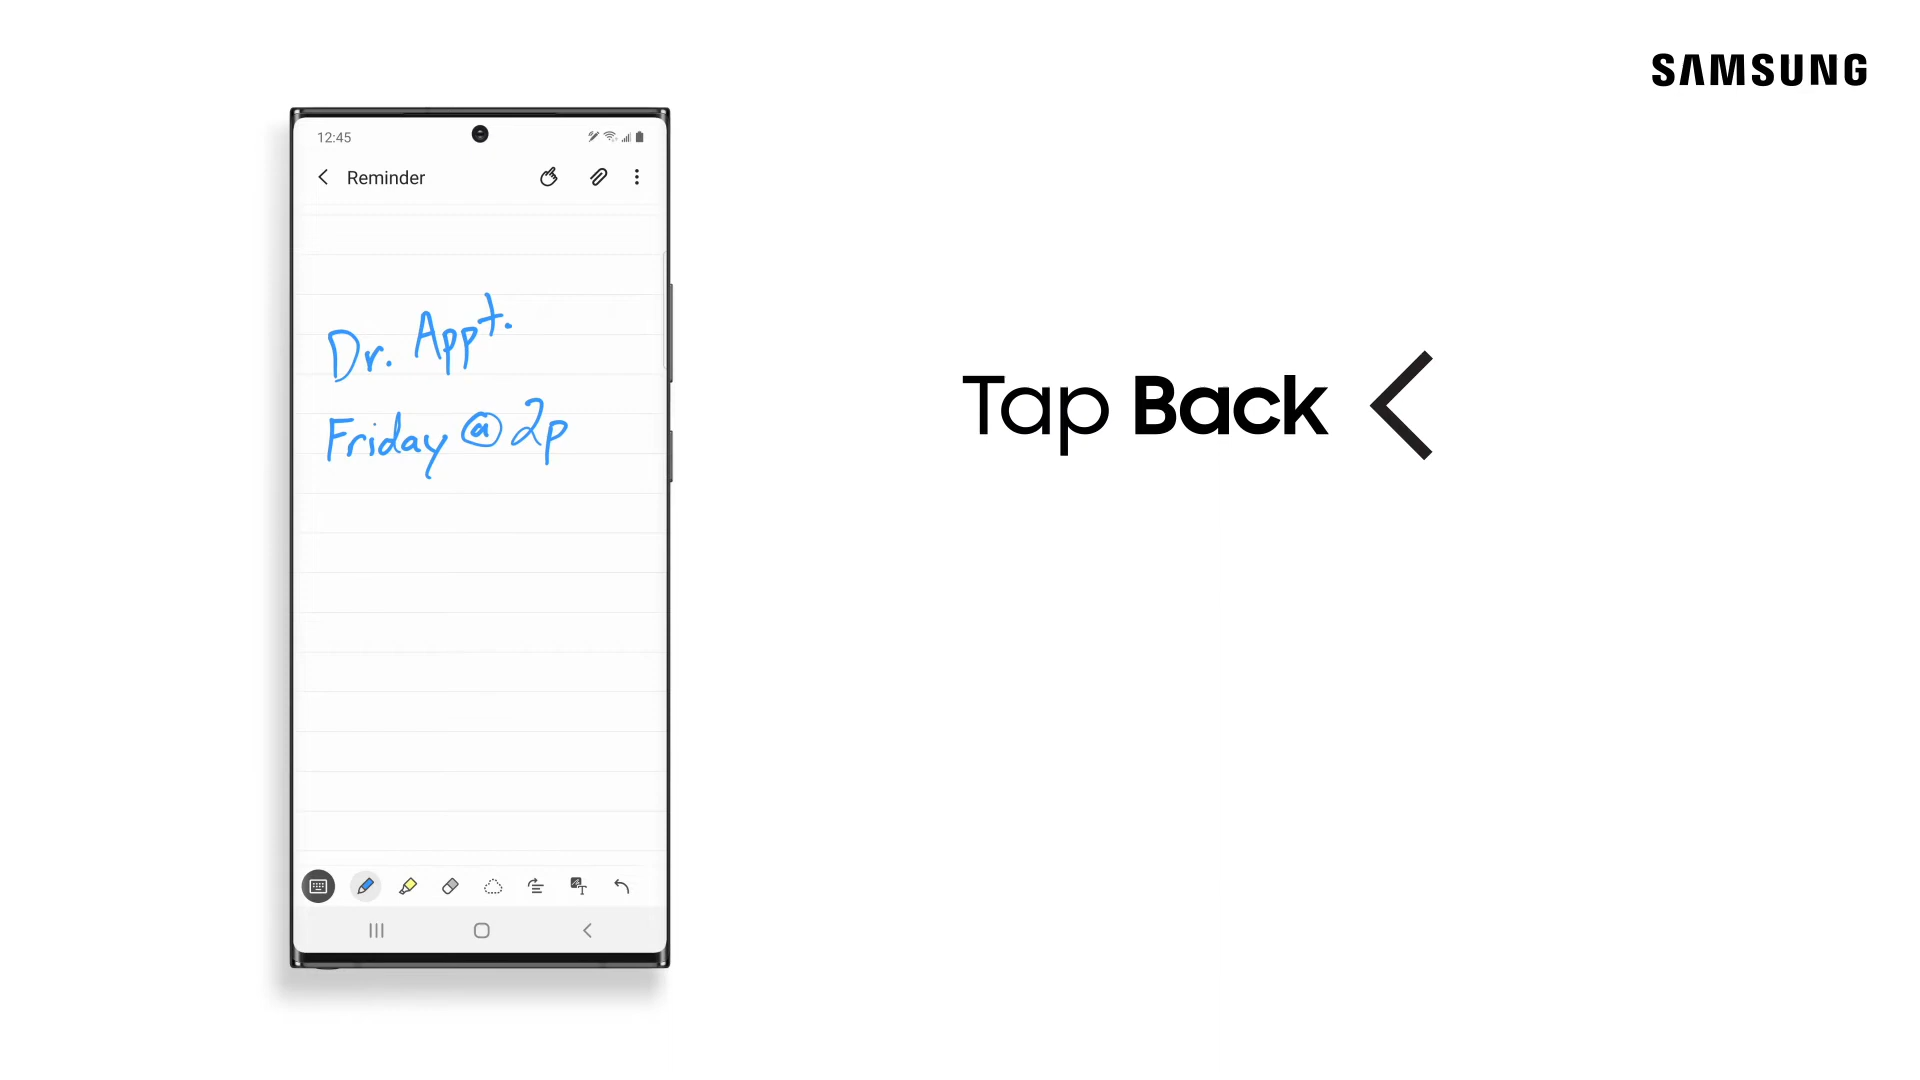 SAMSUNG
12:45
Reminder
Dr. Appt.
Friday @ 2p
Tap Back